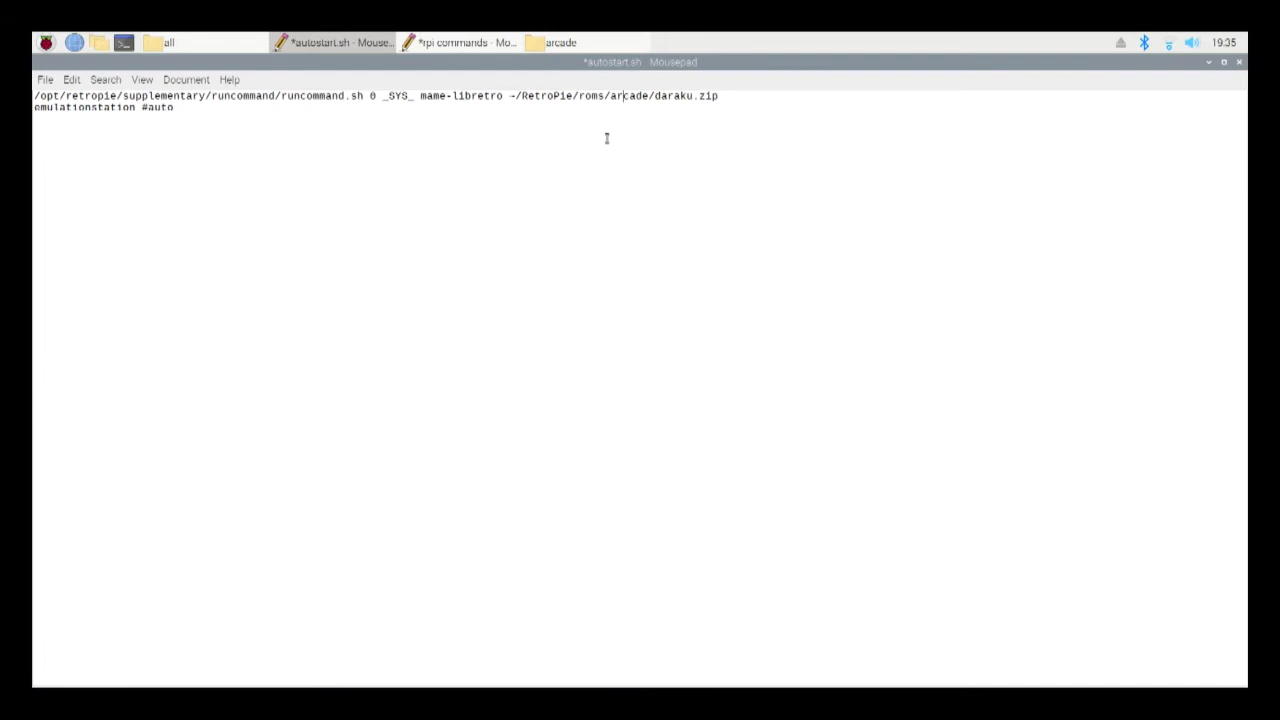 all
*autostart.sh - Mouse...
*rpi commands - Mo...
arcade
19:35
*autostart.sh - Mousepad
File Edit Search View Document Help
/opt/retropie/supplementary/runcommand/runcommand.sh 0 _SYS_ mame-libretro ~/RetroPie/roms/arcade/daraku.zip
emulationstation #auto